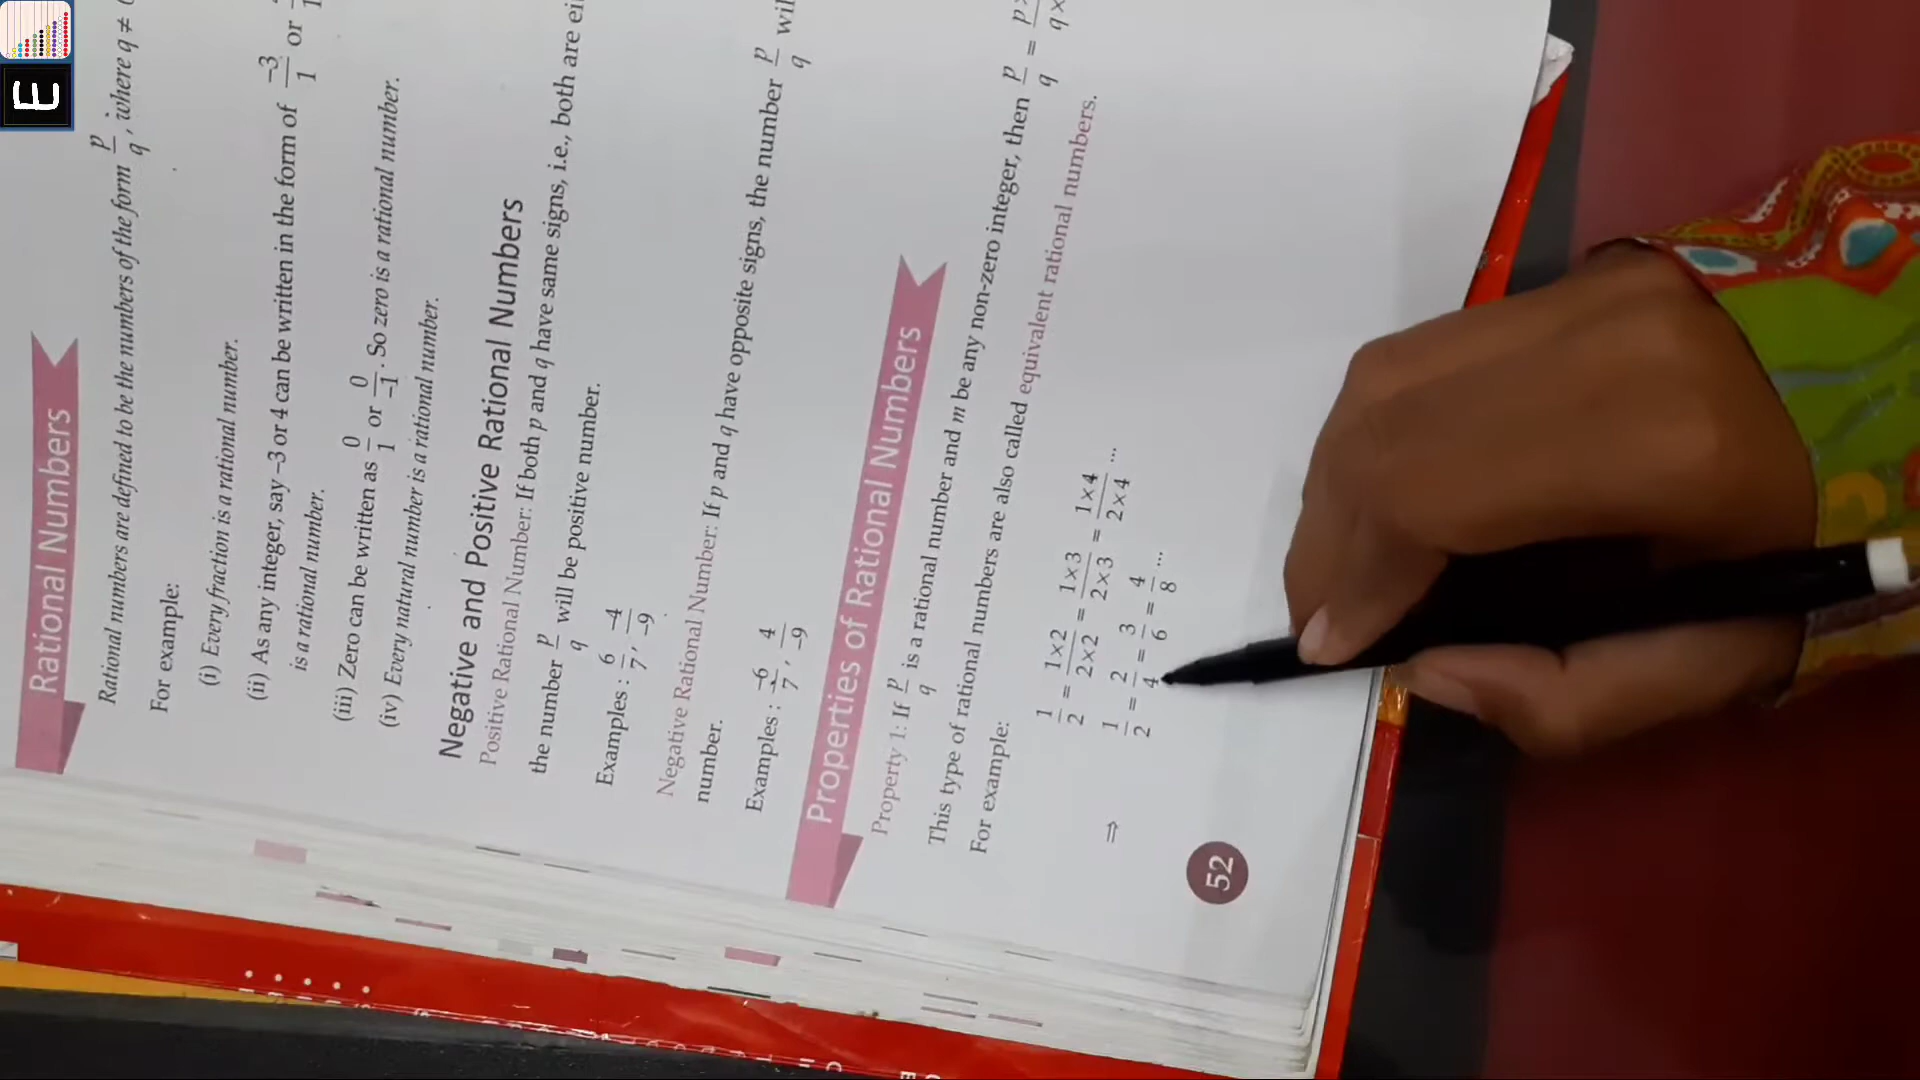 E
Rational Numbers
Rational numbers are defined to be the numbers of the form p/q, where q ≠
For example:
(i) Every fraction is a rational number.
(ii) As any integer, say −3 or 4 can be written in the form of −3/1 or
is a rational number.
(iii) Zero can be written as 0/1 or 0/−1. So zero is a rational number.
(iv) Every natural number is a rational number.
Negative and Positive Rational Numbers
Positive Rational Number: If both p and q have same signs, i.e., both are
the number p/q will be positive number.
Examples : 6/7, −4/−9
Negative Rational Number: If p and q have opposite signs, the number p/q
number.
Examples : −6/7, 4/−9
Properties of Rational Numbers
Property 1: If p/q is a rational number and m be any non-zero integer, then p/q = p×/q×
This type of rational numbers are also called equivalent rational numbers.
For example:
1/2 = 1×2/2×2 = 1×3/2×3 = 1×4/2×4 ...
⇒ 1/2 = 2/4 = 3/6 = 4/8 ...
52